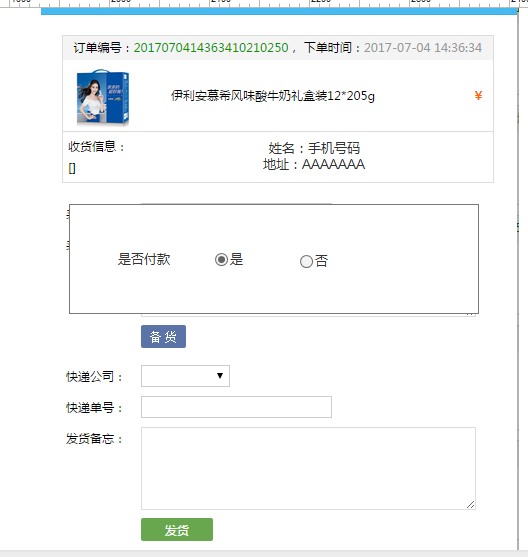 订单编号：2017070414363410210250， 下单时间：2017-07-04 14:36:34
伊利安慕希风味酸牛奶礼盒装12*205g ¥
收货信息：
[]
姓名：手机号码
地址：AAAAAAA
是否付款 是 否
备 货
快递公司：
快递单号：
发货备忘：
发货